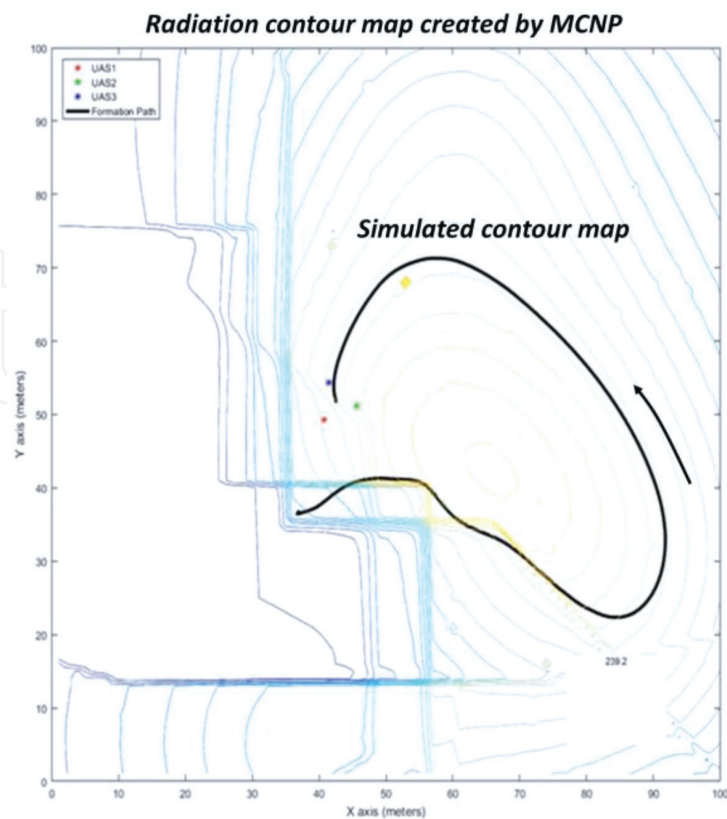 Radiation contour map created by MCNP
100
90
80
70
60
50
40
30
20
10
0
UAS1
UAS2
UAS3
Formation Path
Simulated contour map
239.2
Y axis (meters)
0 10 20 30 40 50 60 70 80 90 100
X axis (meters)